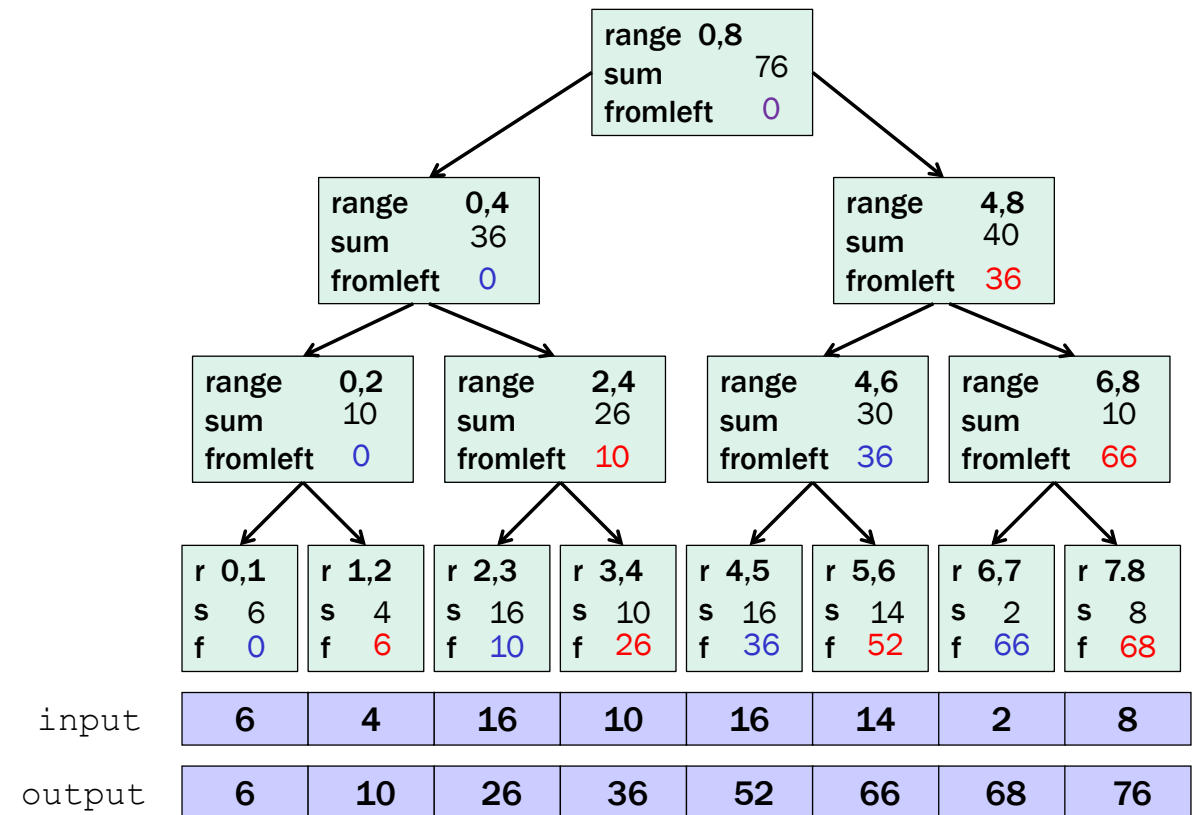 range 0,8
sum 76
fromleft 0
range 0,4
sum 36
fromleft 0
range 4,8
sum 40
fromleft 36
range 0,2
sum 10
fromleft 0
range 2,4
sum 26
fromleft 10
range 4,6
sum 30
fromleft 36
range 6,8
sum 10
fromleft 66
r 0,1
s 6
f 0
r 1,2
s 4
f 6
r 2,3
s 16
f 10
r 3,4
s 10
f 26
r 4,5
s 16
f 36
r 5,6
s 14
f 52
r 6,7
s 2
f 66
r 7.8
s 8
f 68
input 6 4 16 10 16 14 2 8
output 6 10 26 36 52 66 68 76